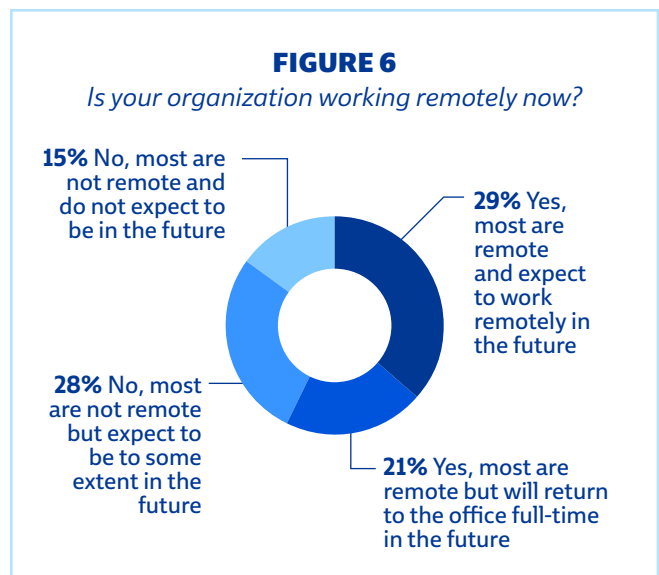 FIGURE 6
Is your organization working remotely now?
15% No, most are
not remote and
do not expect to
be in the future
29% Yes,
most are
remote
and expect
to work
remotely in
the future
28% No, most
are not remote
but expect to
be to some
extent in the
future
21% Yes, most are
remote but will return
to the office full-time
in the future